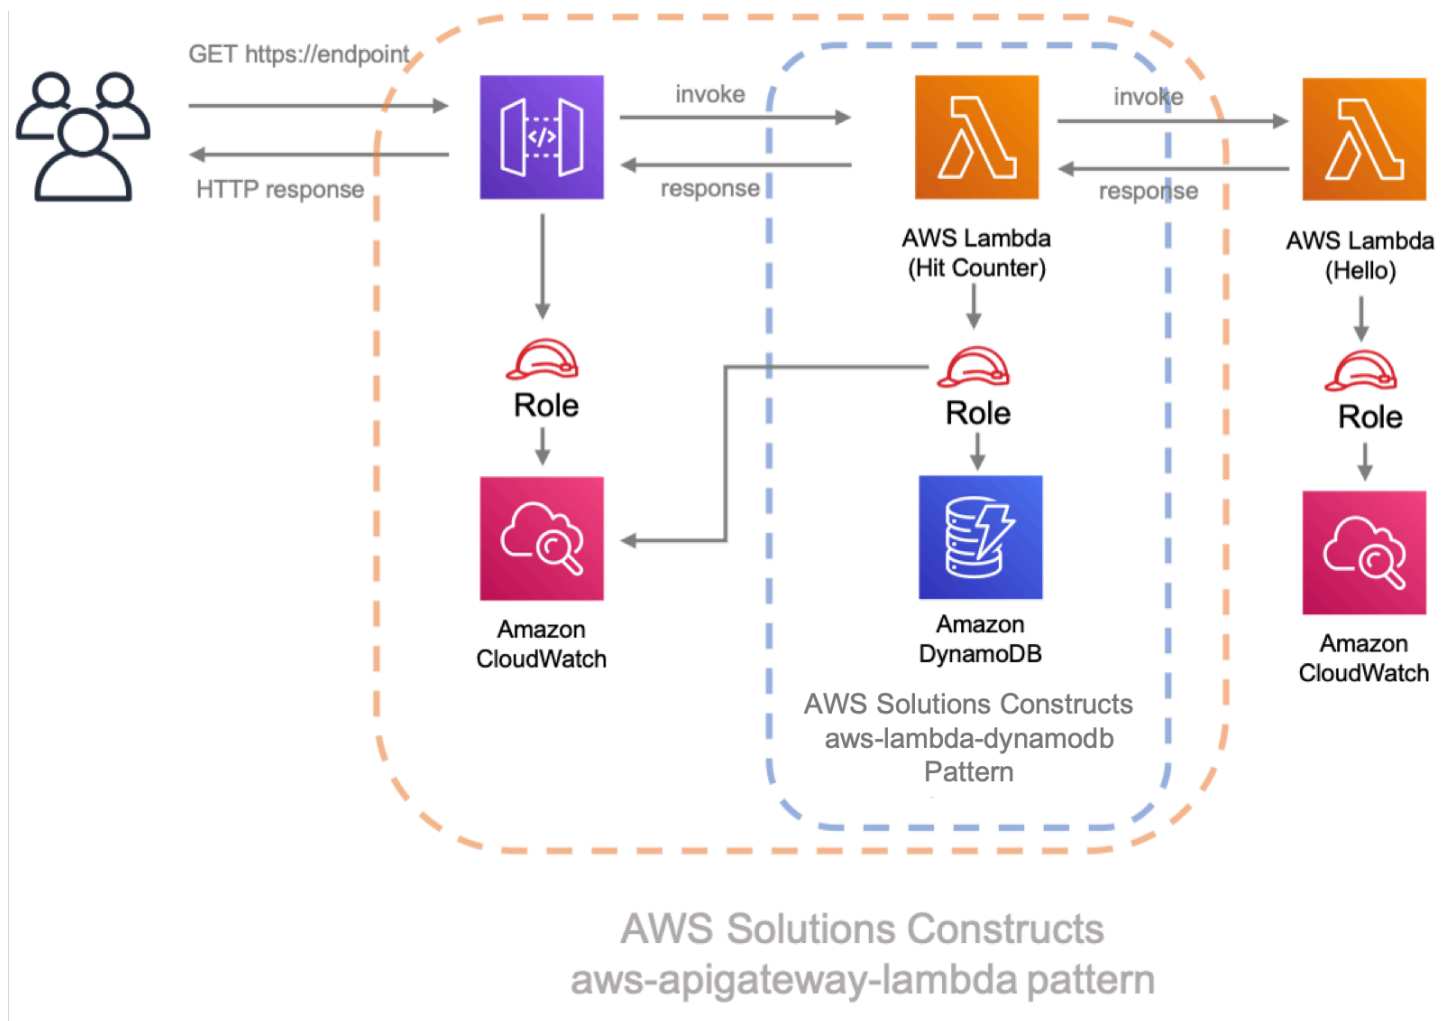 GET https://endpoint
HTTP response
invoke
response
</>
invoke
response
AWS Lambda
(Hit Counter)
AWS Lambda
(Hello)
Role
Role
Role
Amazon
CloudWatch
Amazon
DynamoDB
Amazon
CloudWatch
AWS Solutions Constructs
aws-lambda-dynamodb
Pattern
AWS Solutions Constructs
aws-apigateway-lambda pattern